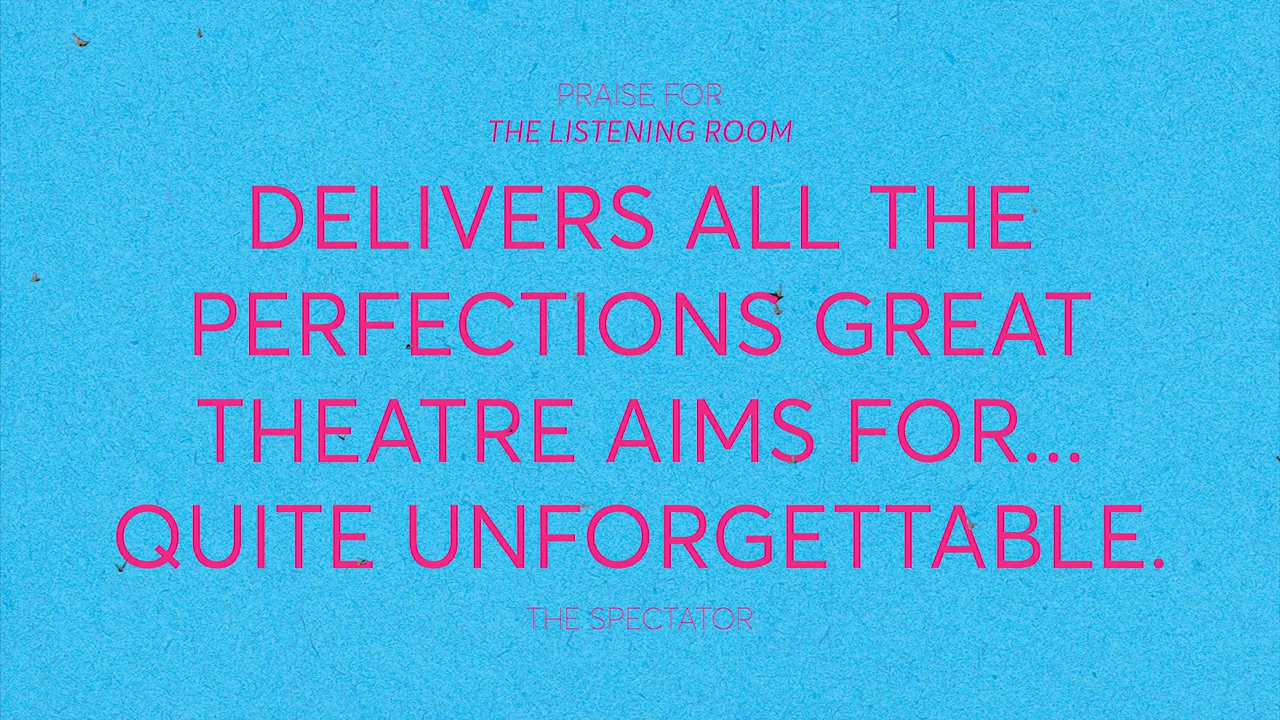 PRAISE FOR
THE LISTENING ROOM
DELIVERS ALL THE
PERFECTIONS GREAT
THEATRE AIMS FOR...
QUITE UNFORGETTABLE.
THE SPECTATOR